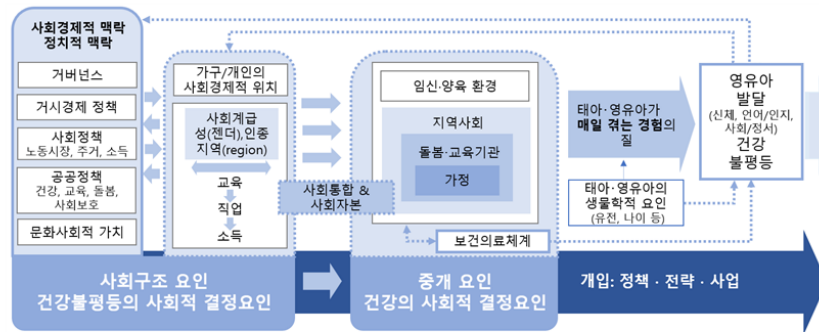 사회경제적 맥락
정치적 맥락
거버넌스
거시경제 정책
사회정책
노동시장, 주거, 소득
공공정책
건강, 교육, 돌봄,
사회보호
문화사회적 가치
가구/개인의
사회경제적 위치
사회계급
성(젠더),인종
지역(region)
교육
직업
소득
사회통합 &
사회자본
임신·양육 환경
지역사회
돌봄·교육기관
가정
보건의료체계
태아·영유아가
매일 겪는 경험의
질
태아·영유아의
생물학적 요인
(유전, 나이 등)
영유아
발달
(신체, 언어/인지,
사회/정서)
건강
불평등
사회구조 요인
건강불평등의 사회적 결정요인
중개 요인
건강의 사회적 결정요인
개입: 정책 · 전략 · 사업